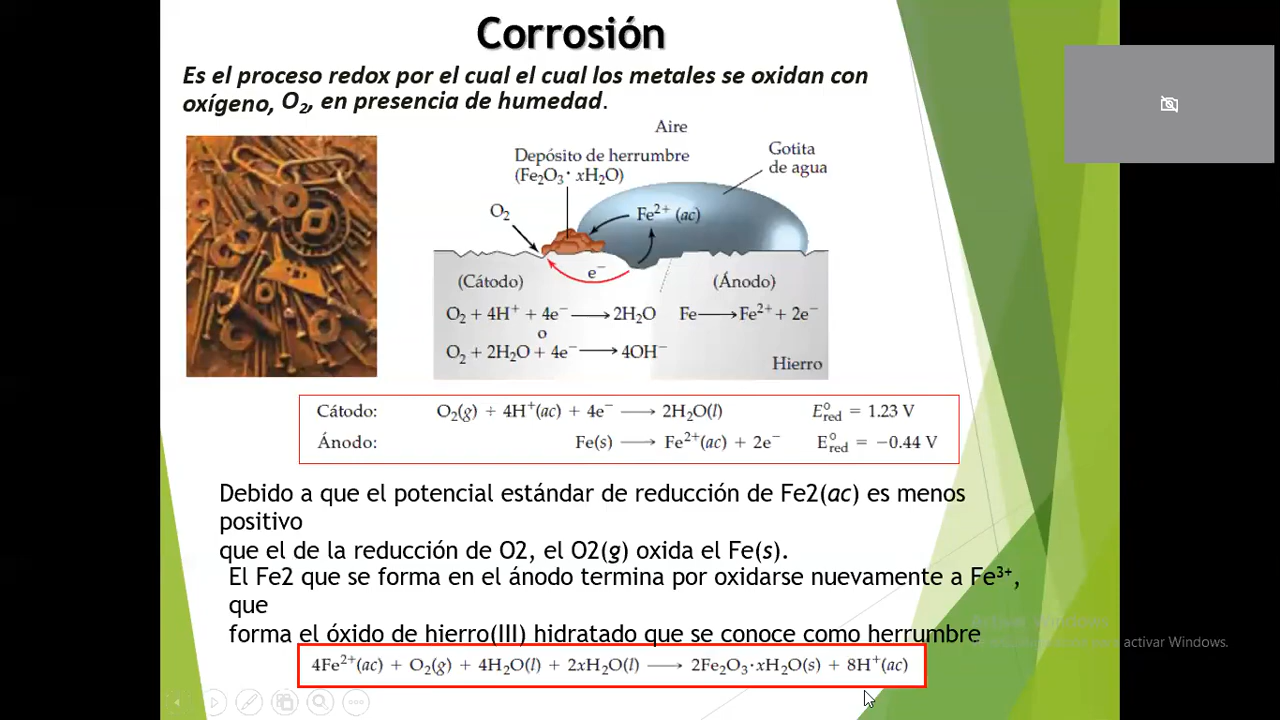 Corrosión
Es el proceso redox por el cual el cual los metales se oxidan con
oxígeno, O₂, en presencia de humedad.
Aire
Depósito de herrumbre
(Fe₂O₃· xH₂O)
Gotita
de agua
O₂
Fe²⁺ (ac)
e⁻
(Cátodo)
(Ánodo)
O₂ + 4H⁺ + 4e⁻ ⟶ 2H₂O
Fe ⟶ Fe²⁺ + 2e⁻
o
O₂ + 2H₂O + 4e⁻ ⟶ 4OH⁻
Hierro
Cátodo: O₂(g) + 4H⁺(ac) + 4e⁻ ⟶ 2H₂O(l) E°red = 1.23 V
Ánodo: Fe(s) ⟶ Fe²⁺(ac) + 2e⁻ E°red = −0.44 V
Debido a que el potencial estándar de reducción de Fe2(ac) es menos
positivo
que el de la reducción de O2, el O2(g) oxida el Fe(s).
El Fe2 que se forma en el ánodo termina por oxidarse nuevamente a Fe³⁺,
que
forma el óxido de hierro(III) hidratado que se conoce como herrumbre
4Fe²⁺(ac) + O₂(g) + 4H₂O(l) + 2xH₂O(l) ⟶ 2Fe₂O₃·xH₂O(s) + 8H⁺(ac)
activar Windows.